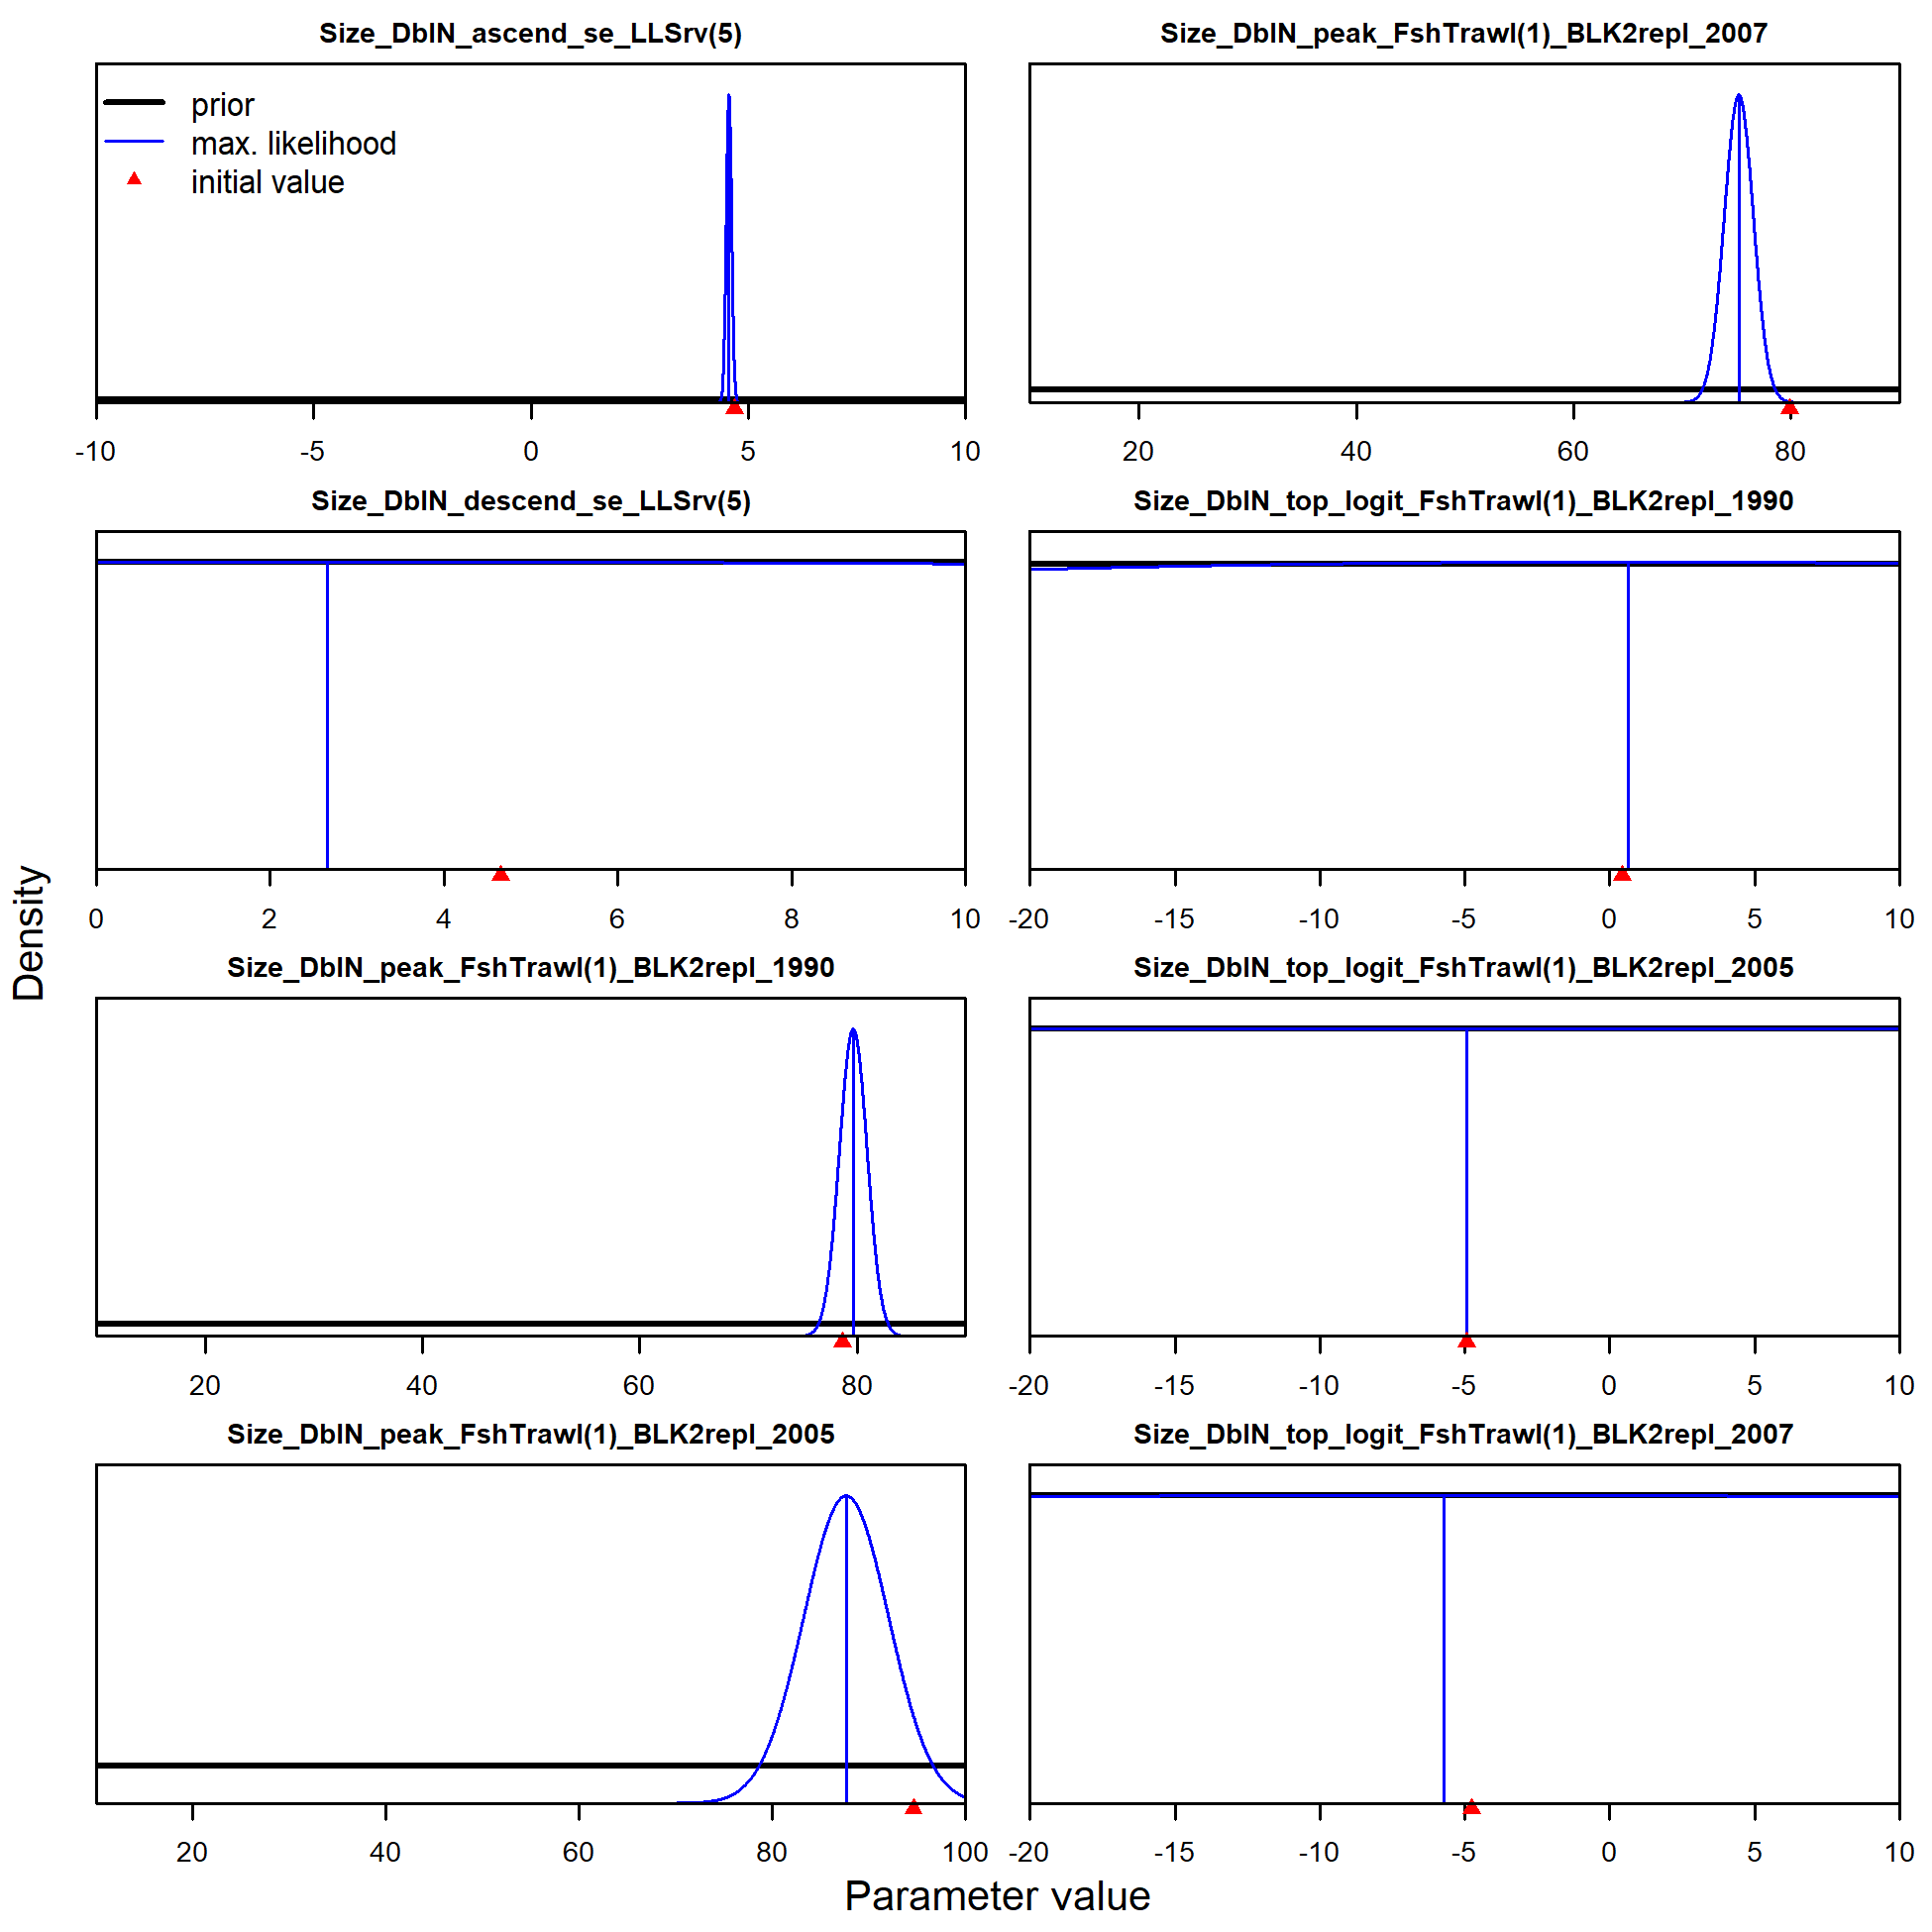 Size_DblN_ascend_se_LLSrv(5)
prior
max. likelihood
initial value
-10 -5 0 5 10
Size_DblN_peak_FshTrawl(1)_BLK2repl_2007
20 40 60 80
Size_DblN_descend_se_LLSrv(5)
0 2 4 6 8 10
Size_DblN_top_logit_FshTrawl(1)_BLK2repl_1990
-20 -15 -10 -5 0 5 10
Size_DblN_peak_FshTrawl(1)_BLK2repl_1990
20 40 60 80
Size_DblN_top_logit_FshTrawl(1)_BLK2repl_2005
-20 -15 -10 -5 0 5 10
Size_DblN_peak_FshTrawl(1)_BLK2repl_2005
20 40 60 80 100
Size_DblN_top_logit_FshTrawl(1)_BLK2repl_2007
-20 -15 -10 -5 0 5 10
Density
Parameter value